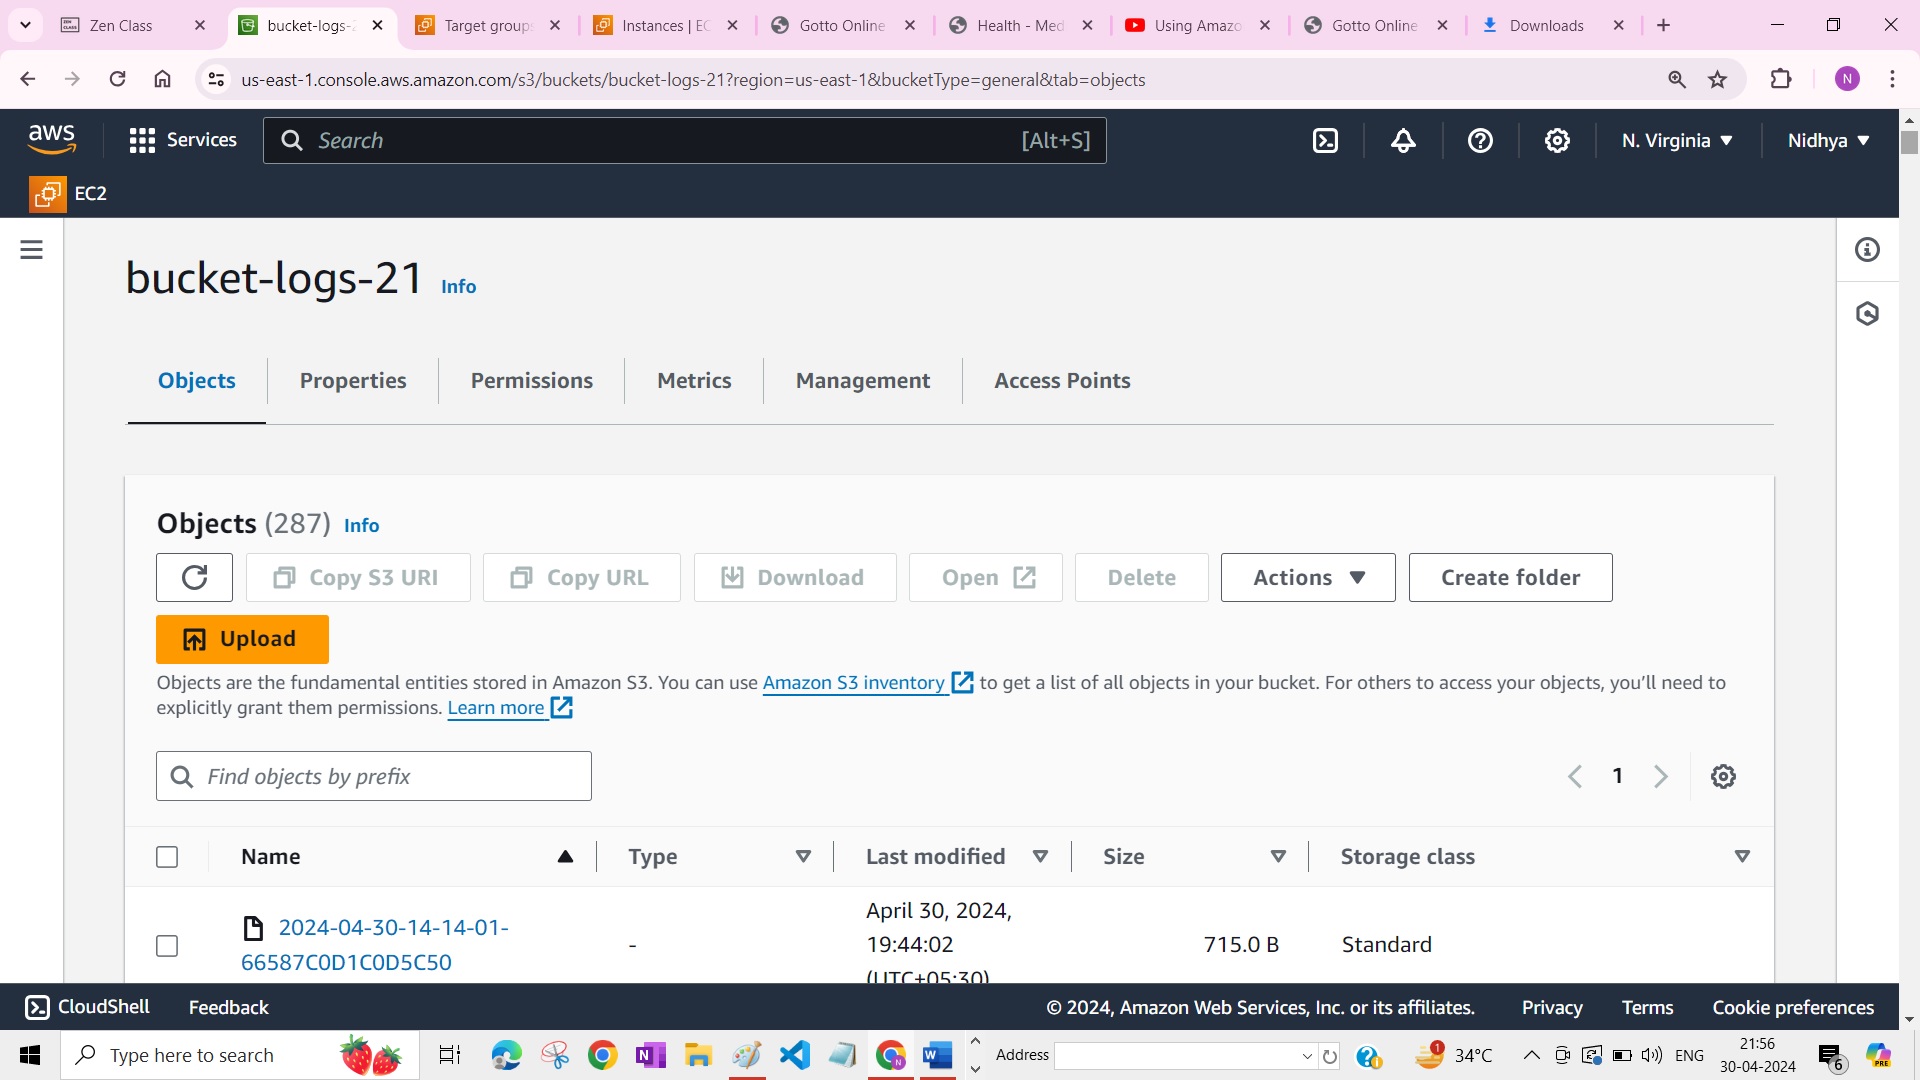 Zen Class
bucket-logs-2
Target groups
Instances | EC
Gotto Online
Health - Med
Using Amazo
Gotto Online
Downloads
us-east-1.console.aws.amazon.com/s3/buckets/bucket-logs-21?region=us-east-1&bucketType=general&tab=objects
N
aws
Services
Search
[Alt+S]
N. Virginia
Nidhya
EC2
bucket-logs-21 Info
Objects
Properties
Permissions
Metrics
Management
Access Points
Objects (287) Info
Copy S3 URI
Copy URL
Download
Open
Delete
Actions
Create folder
Upload
Objects are the fundamental entities stored in Amazon S3. You can use Amazon S3 inventory to get a list of all objects in your bucket. For others to access your objects, you'll need to
explicitly grant them permissions. Learn more
Find objects by prefix
1
Name
Type
Last modified
Size
Storage class
2024-04-30-14-14-01-
66587C0D1C0D5C50
-
April 30, 2024,
19:44:02
(UTC+05:30)
715.0 B
Standard
CloudShell
Feedback
© 2024, Amazon Web Services, Inc. or its affiliates.
Privacy
Terms
Cookie preferences
Type here to search
Address
1
34°C
ENG
21:56
30-04-2024
6
PRE